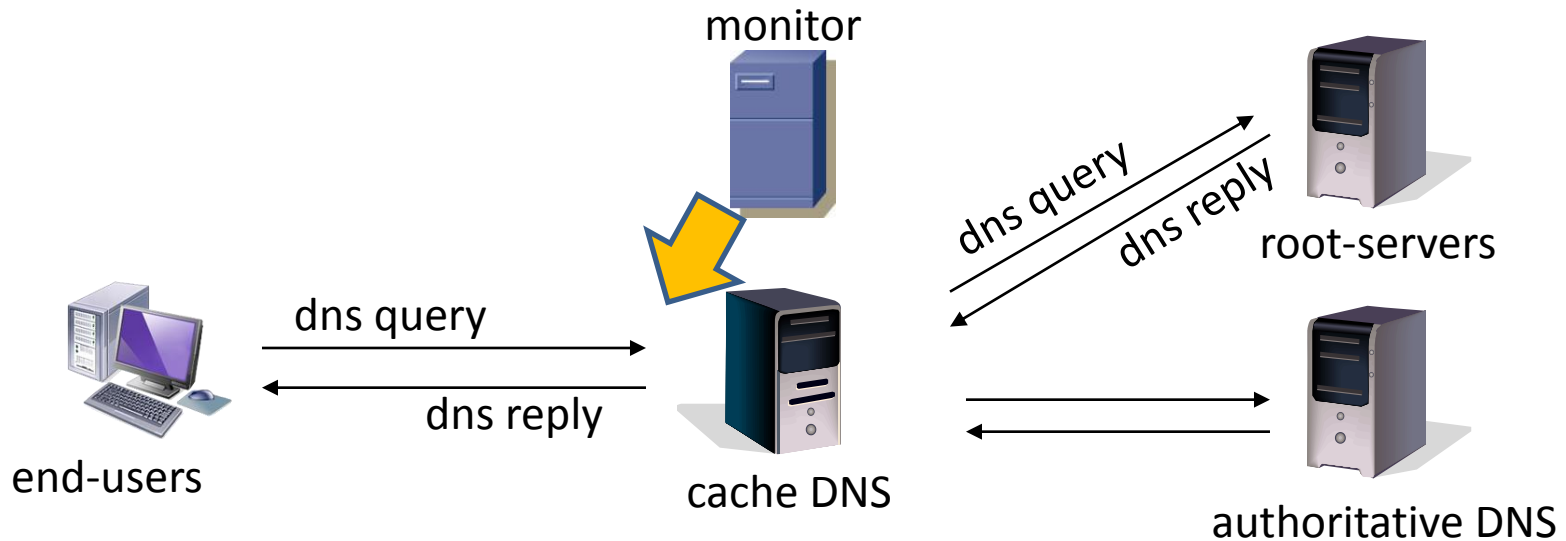 monitor
dns query
dns reply
root-servers
dns query
dns reply
end-users
cache DNS
authoritative DNS